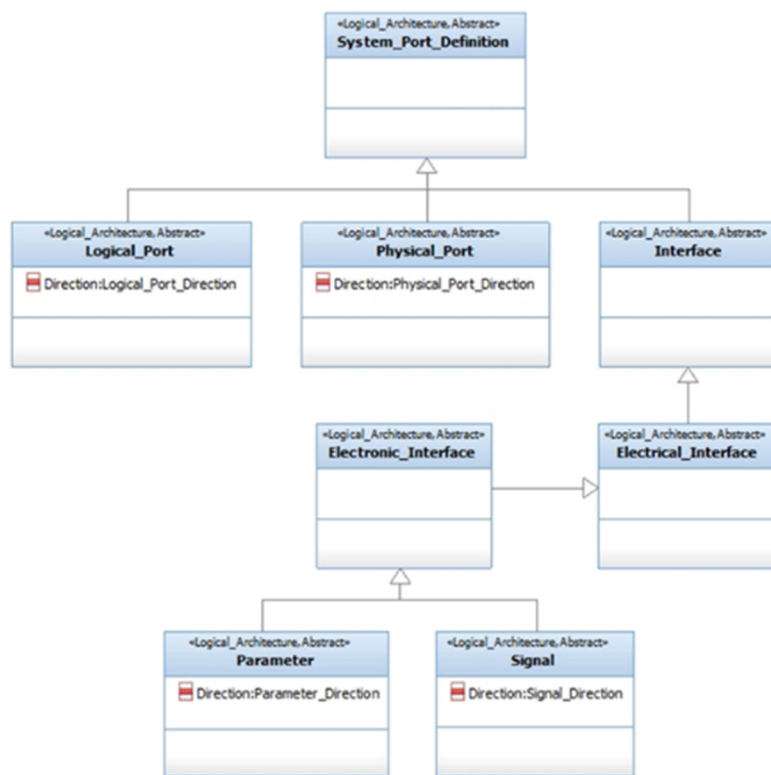 «Logical_Architecture, Abstract»
System_Port_Definition
«Logical_Architecture, Abstract»
Logical_Port
Direction:Logical_Port_Direction
«Logical_Architecture, Abstract»
Physical_Port
Direction:Physical_Port_Direction
«Logical_Architecture, Abstract»
Interface
«Logical_Architecture, Abstract»
Electronic_Interface
«Logical_Architecture, Abstract»
Electrical_Interface
«Logical_Architecture, Abstract»
Parameter
Direction:Parameter_Direction
«Logical_Architecture, Abstract»
Signal
Direction:Signal_Direction